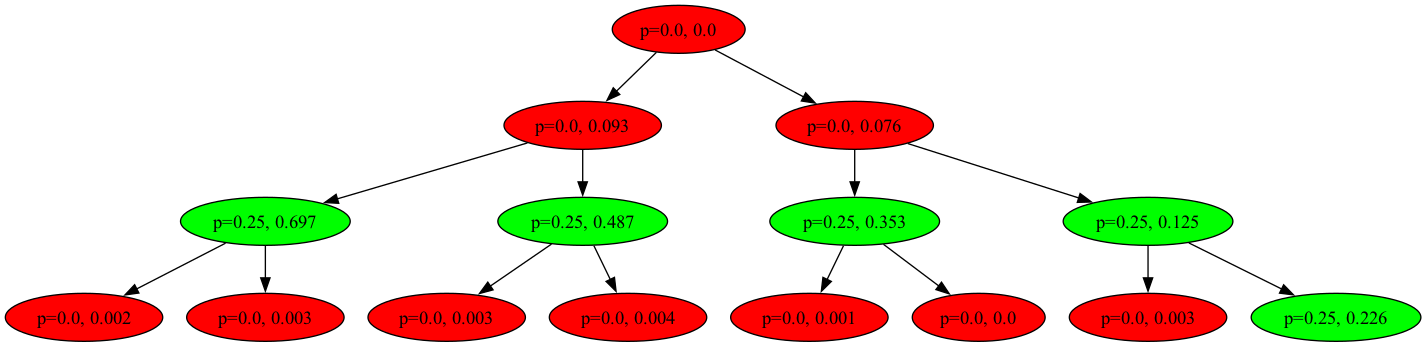 p=0.0, 0.0
p=0.0, 0.093
p=0.0, 0.076
p=0.25, 0.697
p=0.25, 0.487
p=0.25, 0.353
p=0.25, 0.125
p=0.0, 0.002
p=0.0, 0.003
p=0.0, 0.003
p=0.0, 0.004
p=0.0, 0.001
p=0.0, 0.0
p=0.0, 0.003
p=0.25, 0.226